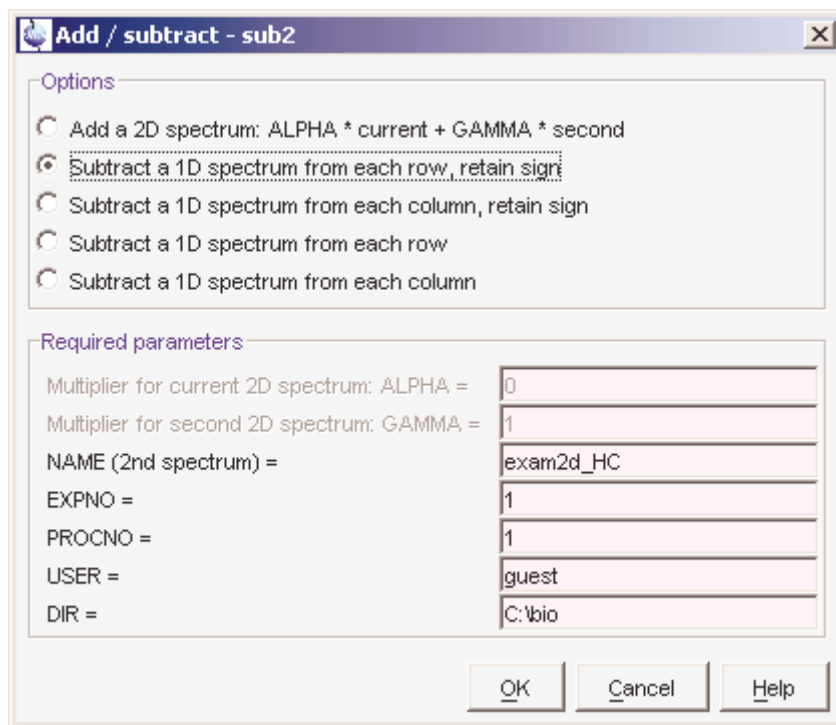 Add / subtract - sub2
Options
Add a 2D spectrum: ALPHA * current + GAMMA * second
Subtract a 1D spectrum from each row, retain sign
Subtract a 1D spectrum from each column, retain sign
Subtract a 1D spectrum from each row
Subtract a 1D spectrum from each column
Required parameters
Multiplier for current 2D spectrum: ALPHA = 0
Multiplier for second 2D spectrum: GAMMA = 1
NAME (2nd spectrum) = exam2d_HC
EXPNO = 1
PROCNO = 1
USER = guest
DIR = C:\bio
OK Cancel Help